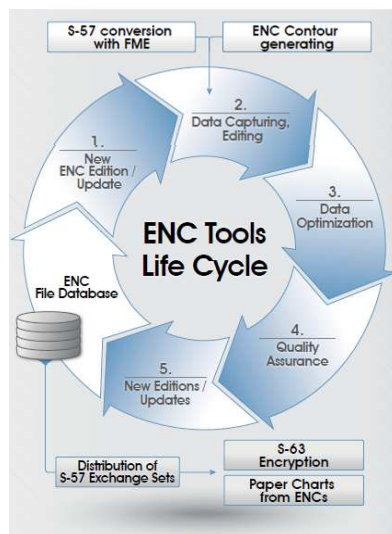 S-57 conversion
with FME
ENC Contour
generating
1.
New
ENC Edition/
Update
2.
Data Capturing,
Editing
3.
Data
Optimization
ENC Tools
Life Cycle
ENC
File Database
4.
Quality
Assurance
5.
New Editions/
Updates
Distribution of
S-57 Exchange Sets
S-63
Encryption
Paper Charts
from ENCs